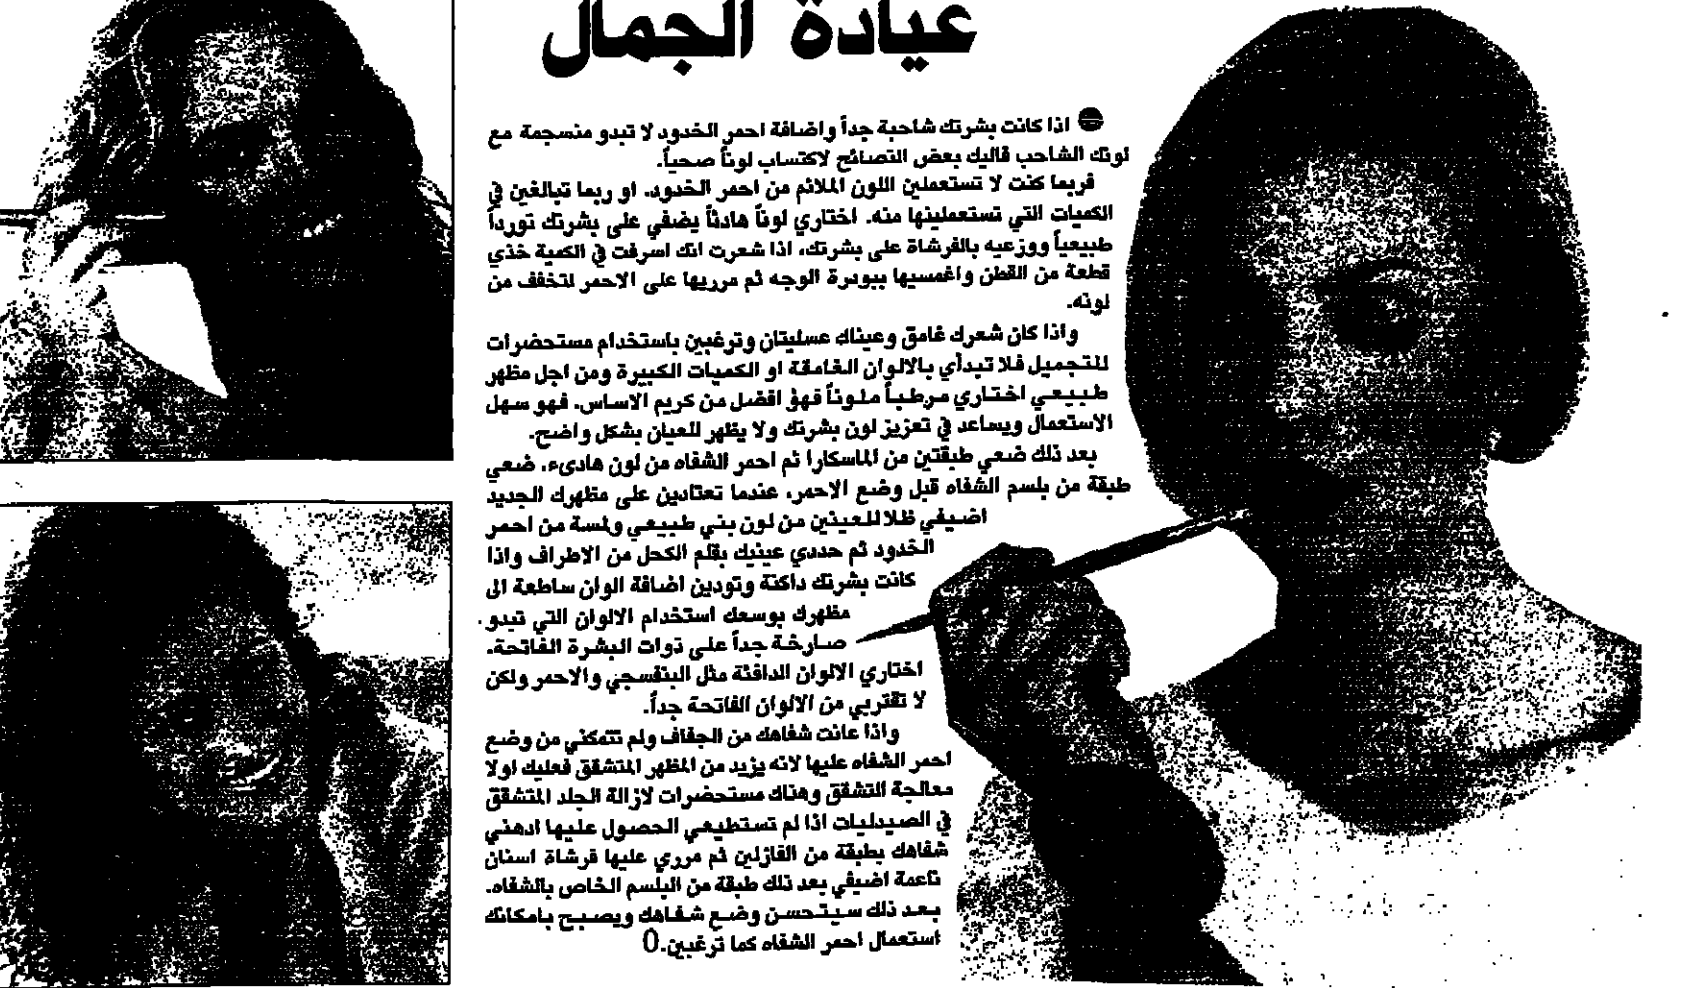 عيادة الجمال
اذا كانت بشرتك شاحبة جداً واضافة احمر الخدود لا تبدو منسجمة مع
لونك الشاحب فاليك بعض النصائح لاكتساب لوناً صحياً.
فربما كنت لا تستعملين اللون الملائم من احمر الخدود. او ربما تبالغين في
الكميات التي تستعملينها منه. اختاري لوناً هادئاً يضفي على بشرتك تورداً
طبيعياً ووزعيه بالفرشاة على بشرتك، اذا شعرت انك اسرفت في الكمية خذي
قطعة من القطن واغمسيها ببودرة الوجه ثم مرريها على الاحمر لتخفف من
لونه.
واذا كان شعرك غامق وعيناك عسليتان وترغبين باستخدام مستحضرات
للتجميل فلا تبدأي بالالوان الغامقة او الكميات الكبيرة ومن اجل مظهر
طبيعي اختاري مرطباً ملوناً فهو افضل من كريم الاساس. فهو سهل
الاستعمال ويساعد في تعزيز لون بشرتك ولا يظهر للعيان بشكل واضح.
بعد ذلك ضعي طبقتين من الماسكارا ثم احمر الشفاه من لون هادىء. ضعي
طبقة من بلسم الشفاه قبل وضع الاحمر، عندما تعتادين على مظهرك الجديد
اضيفي ظلا للعينين من لون بني طبيعي ولمسة من احمر
الخدود ثم حددي عينيك بقلم الكحل من الاطراف واذا
كانت بشرتك داكنة وتودين اضافة الوان ساطعة الى
مظهرك بوسعك استخدام الالوان التي تبدو
صارخة جداً على ذوات البشرة الفاتحة.
اختاري الالوان الدافئة مثل البنفسجي والاحمر ولكن
لا تقتربي من الالوان الفاتحة جداً.
واذا عانت شفاهك من الجفاف ولم تتمكني من وضع
احمر الشفاه عليها لانه يزيد من المظهر المتشقق فعليك اولا
معالجة التشقق وهناك مستحضرات لازالة الجلد المتشقق
في الصيدليات اذا لم تستطيعي الحصول عليها ادهني
شفاهك بطبقة من الفازلين ثم مرري عليها فرشاة اسنان
ناعمة اضيفي بعد ذلك طبقة من البلسم الخاص بالشفاه.
بعد ذلك سيتحسن وضع شفاهك ويصبح بامكانك
استعمال احمر الشفاه كما ترغبين.